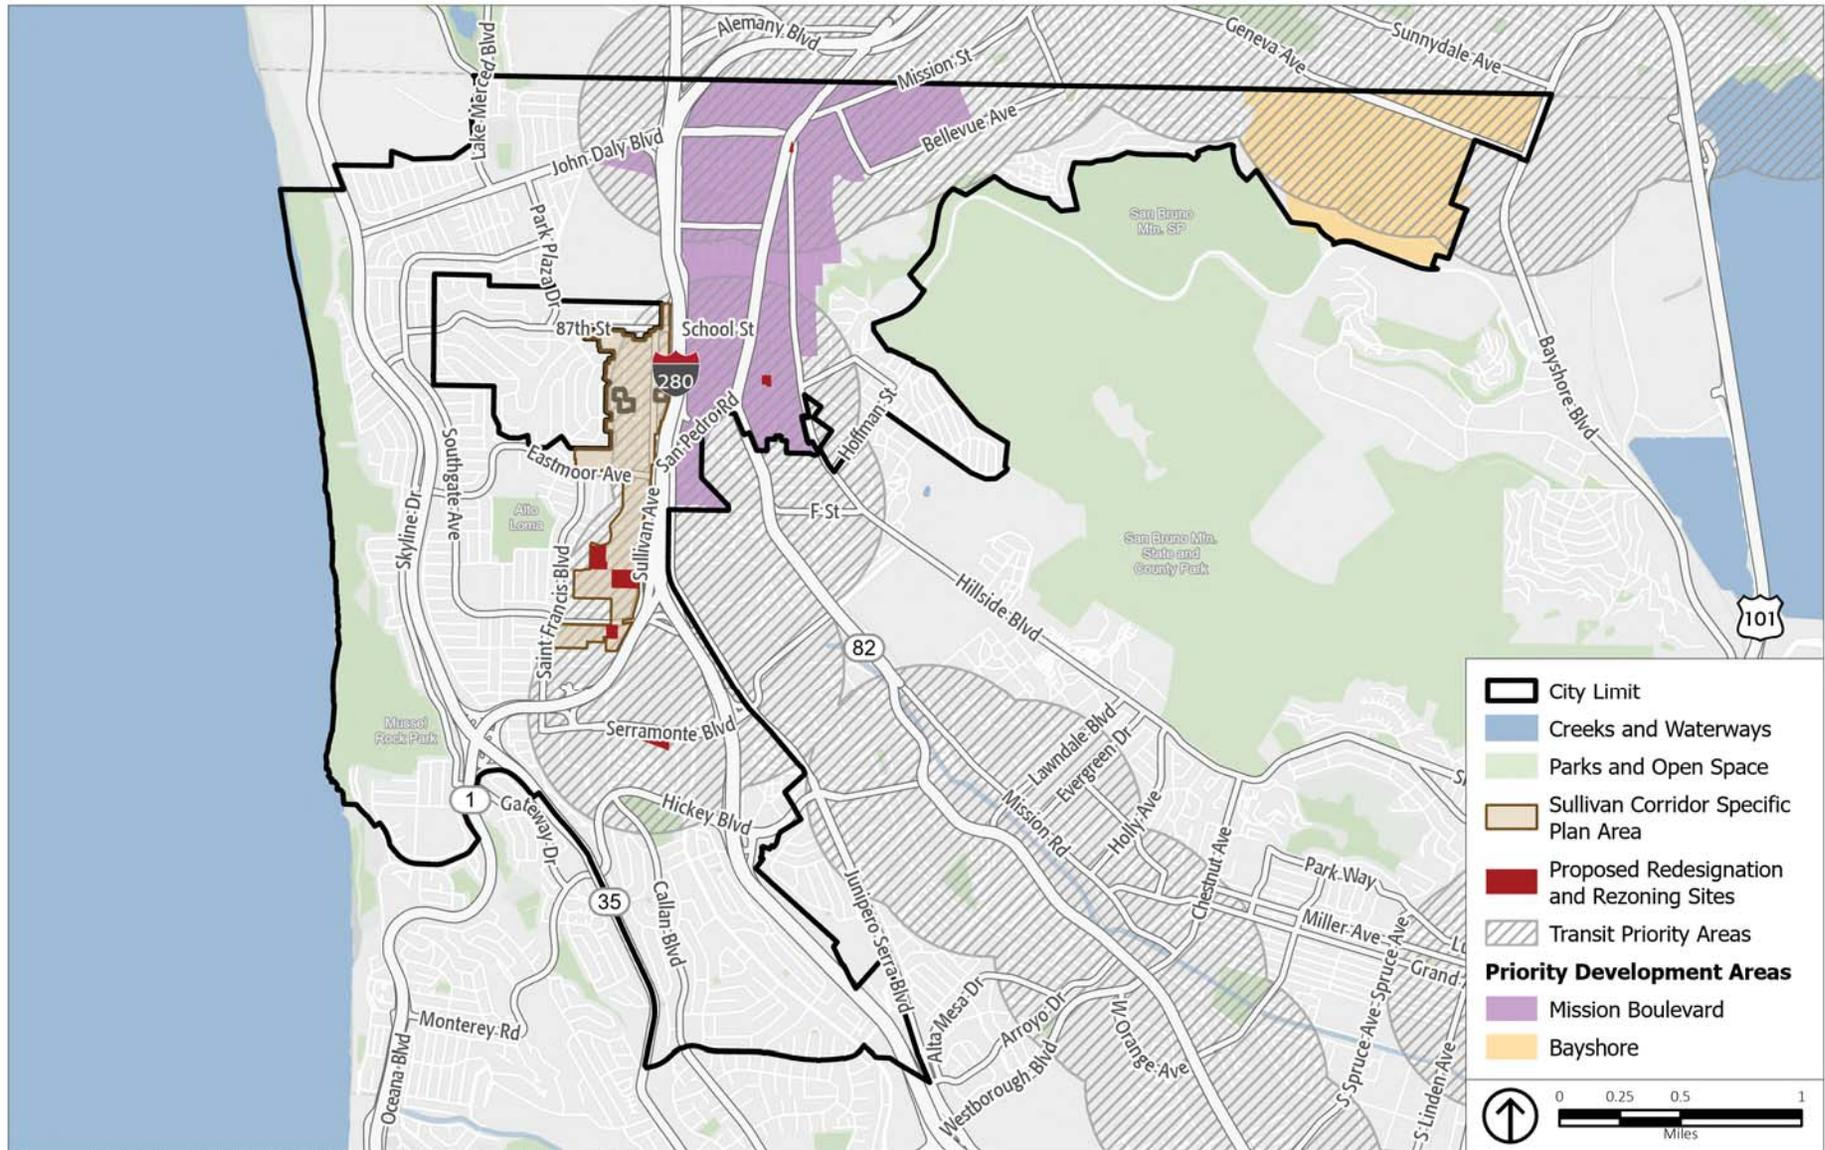 Alemany Blvd
Geneva Ave
Sunnydale Ave
Mission St
Lake Merced Blvd
Bellevue Ave
John Daly Blvd
Park Plaza Dr
San Bruno
Mtn. SP
87th St
School St
280
Bayshore Blvd
San Pedro Rd
Hoffman St
Southgate Ave
Eastmoor Ave
Skyline Dr
Alto
Loma
Sullivan Ave
F St
San Bruno Mtn.
State and
County Park
Saint Francis Blvd
Hillside Blvd
101
82
Mussel
Rock Park
Serramonte Blvd
Lawndale Blvd
Evergreen Dr
1
Gateway Dr
Hickey Blvd
Mission Rd
Holly Ave
Chestnut Ave
Park Way
35
Callan Blvd
Junipero Serra Blvd
Miller Ave
Grand
Monterey Rd
Alta Mesa Dr
Arroyo Dr
W Orange Ave
S Spruce Ave
Spruce Ave
Oceana Blvd
Westborough Blvd
S Linden Ave
City Limit
Creeks and Waterways
Parks and Open Space
Sullivan Corridor Specific
Plan Area
Proposed Redesignation
and Rezoning Sites
Transit Priority Areas
Priority Development Areas
Mission Boulevard
Bayshore
0 0.25 0.5 1
Miles